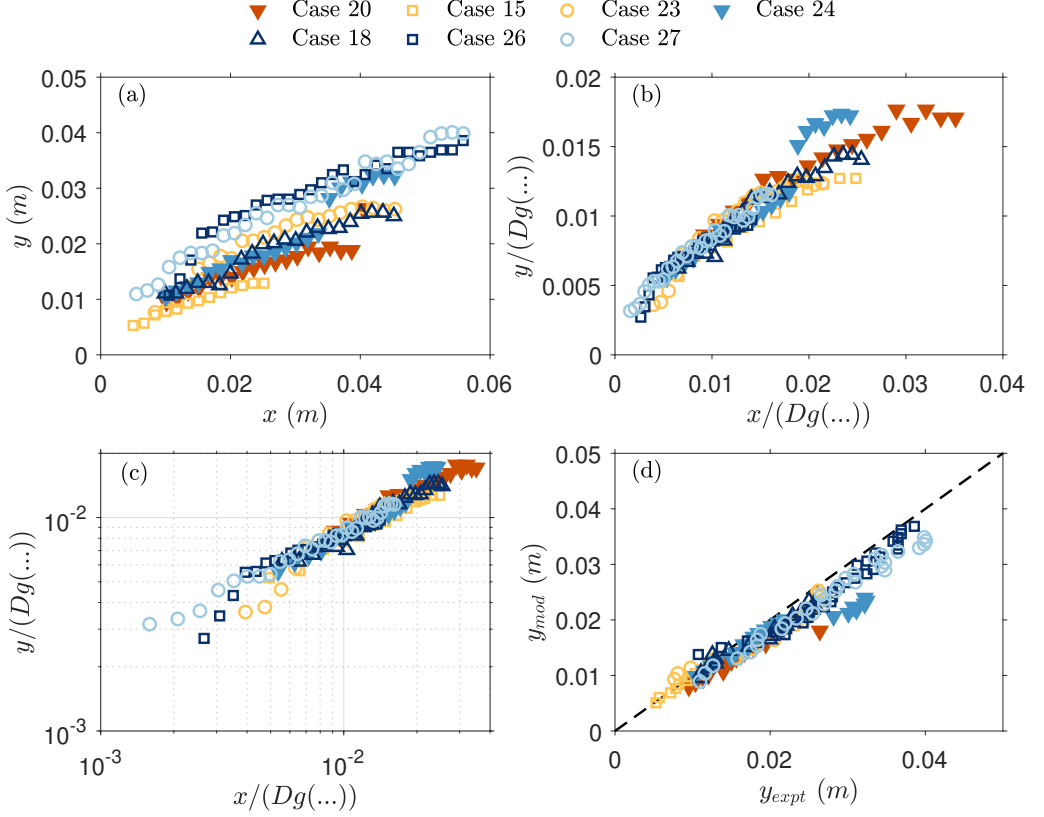 Case 20 Case 15 Case 23 Case 24
Case 18 Case 26 Case 27
(a)
0.05
0.04
0.03
0.02
0.01
0
y (m)
0 0.02 0.04 0.06
x (m)
(b)
0.02
0.015
0.01
0.005
0
y/(Dg(...))
0 0.01 0.02 0.03 0.04
x/(Dg(...))
(c)
10^{-2}
10^{-3}
y/(Dg(...))
10^{-3} 10^{-2}
x/(Dg(...))
(d)
0.05
0.04
0.03
0.02
0.01
0
y_{mod} (m)
0 0.02 0.04
y_{expt} (m)